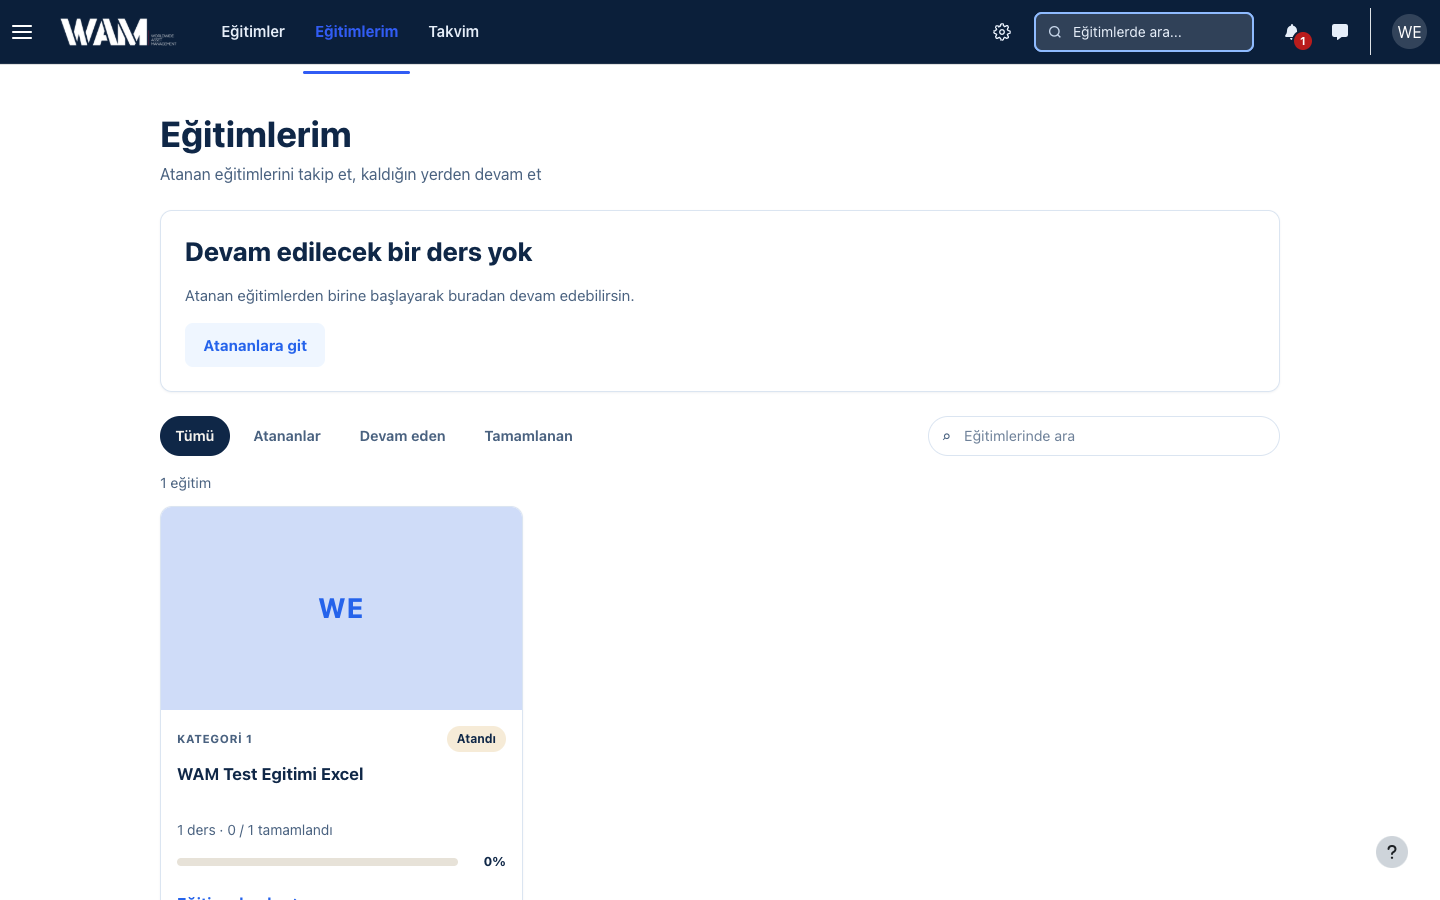 WAM
Eğitimler
Eğitimlerim
Takvim
Eğitimlerde ara...
1
WE
Eğitimlerim
Atanan eğitimlerini takip et, kaldığın yerden devam et
Devam edilecek bir ders yok
Atanan eğitimlerden birine başlayarak buradan devam edebilirsin.
Atananlara git
Tümü
Atananlar
Devam eden
Tamamlanan
Eğitimlerinde ara
1 eğitim
WE
KATEGORİ 1
Atandı
WAM Test Egitimi Excel
1 ders · 0 / 1 tamamlandı
0%
?